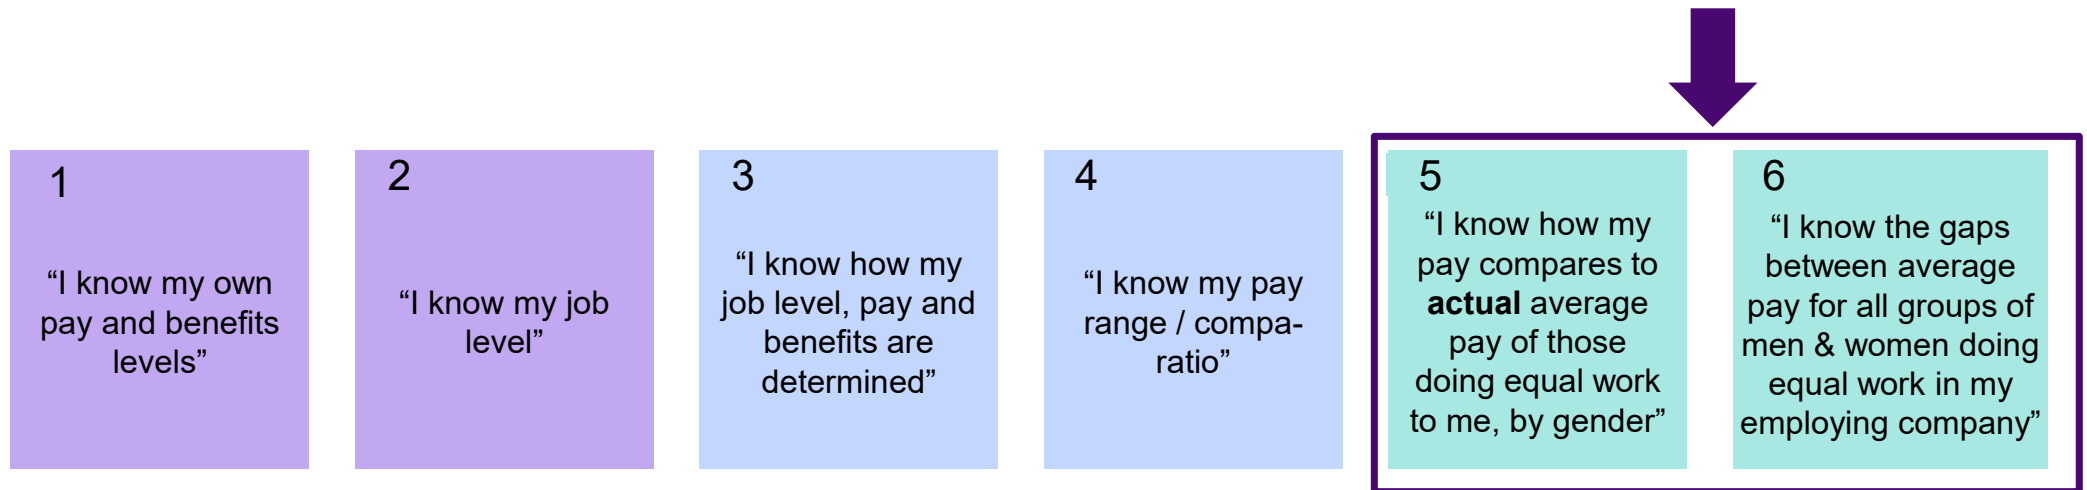 1
“I know my own
pay and benefits
levels”
2
“I know my job
level”
3
“I know how my
job level, pay and
benefits are
determined”
4
“I know my pay
range / compa-
ratio”
5
“I know how my
pay compares to
actual average
pay of those
doing equal work
to me, by gender”
6
“I know the gaps
between average
pay for all groups of
men & women doing
equal work in my
employing company”